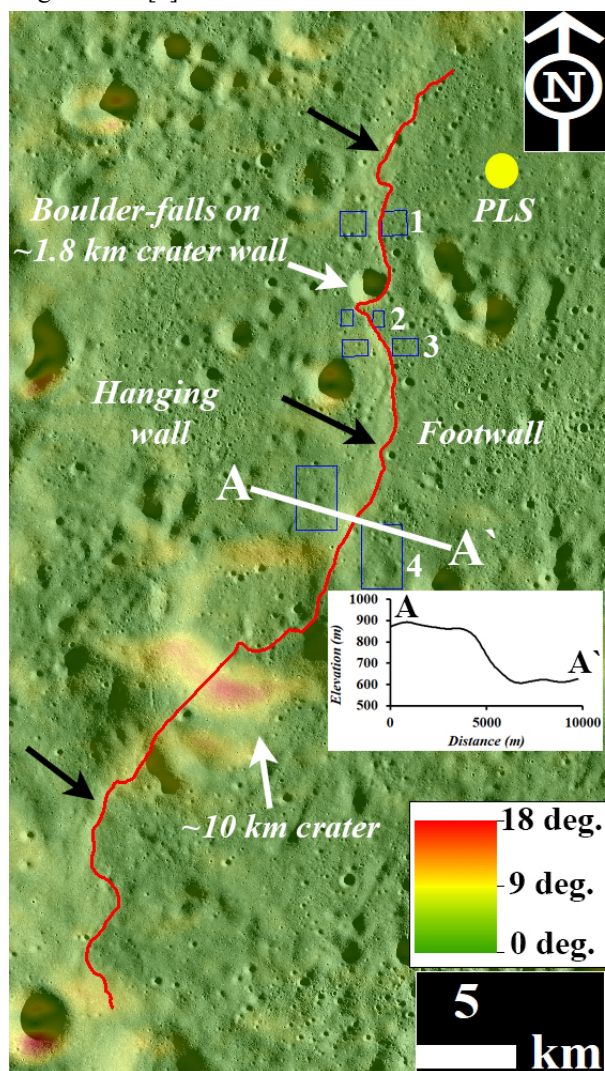 N
Boulder-falls on
~1.8 km crater wall
PLS
1
2
3
Hanging
wall
Footwall
A
A`
4
A
A`
Elevation (m)
1000
900
800
700
600
500
0
5000
10000
Distance (m)
~10 km crater
18 deg.
9 deg.
0 deg.
5
km